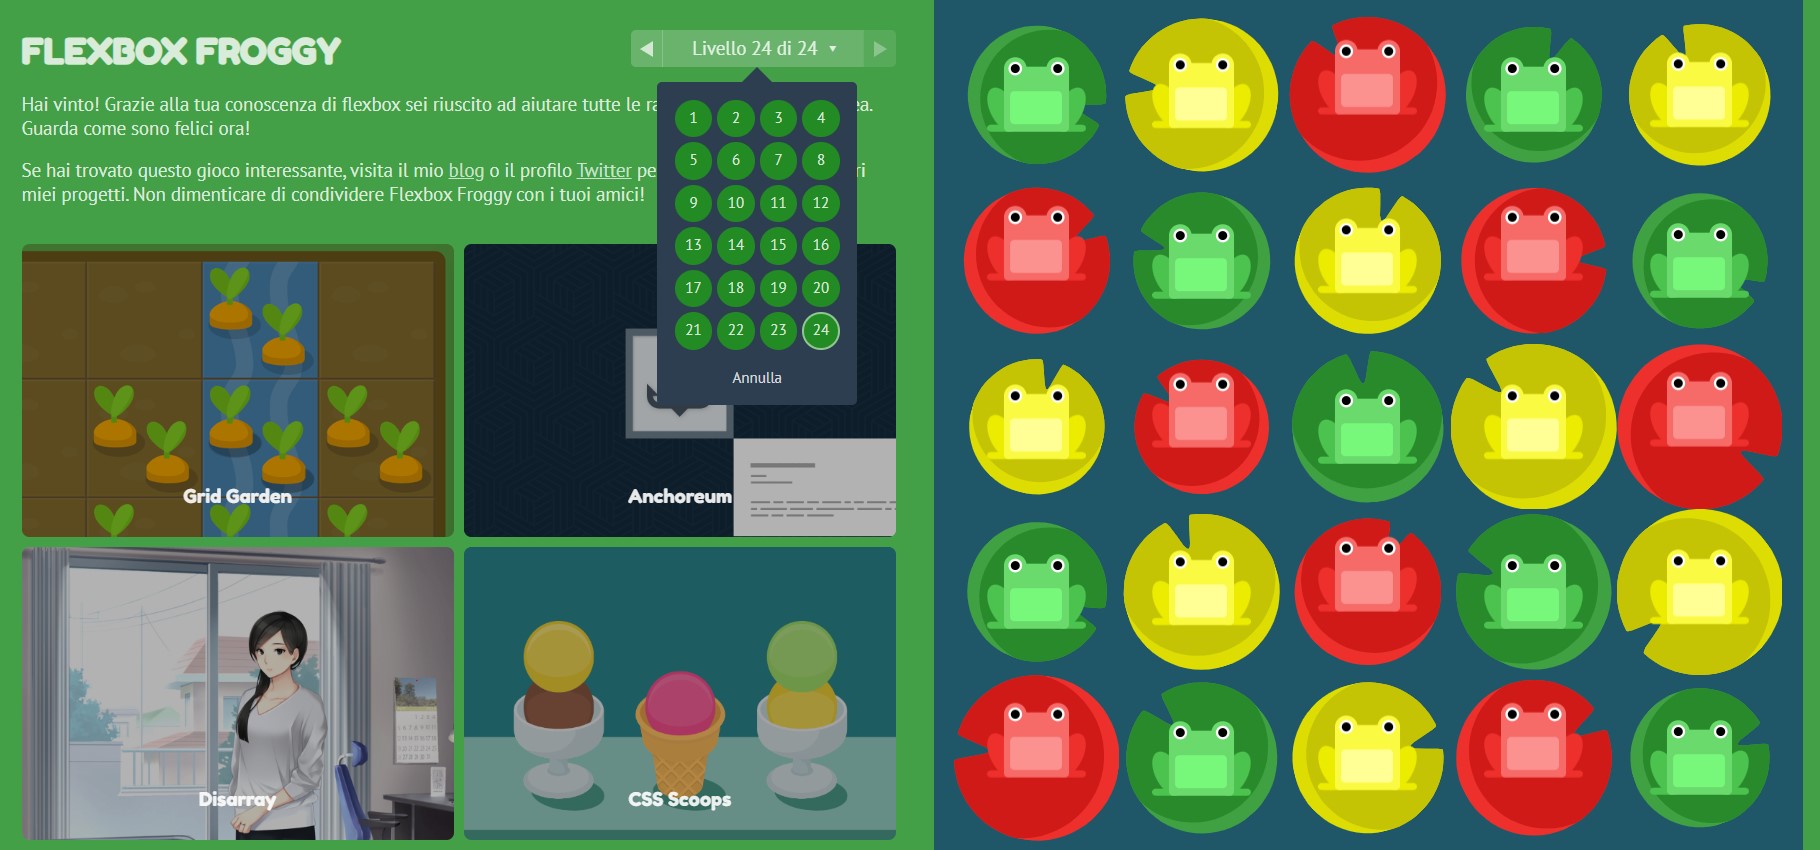 FLEXBOX FROGGY
Livello 24 di 24
Hai vinto! Grazie alla tua conoscenza di flexbox sei riuscito ad aiutare tutte le ra
ea.
Guarda come sono felici ora!
Se hai trovato questo gioco interessante, visita il mio blog o il profilo Twitter pe
ri
miei progetti. Non dimenticare di condividere Flexbox Froggy con i tuoi amici!
1 2 3 4
5 6 7 8
9 10 11 12
13 14 15 16
17 18 19 20
21 22 23 24
Annulla
Grid Garden
Anchoreum
Disarray
CSS Scoops